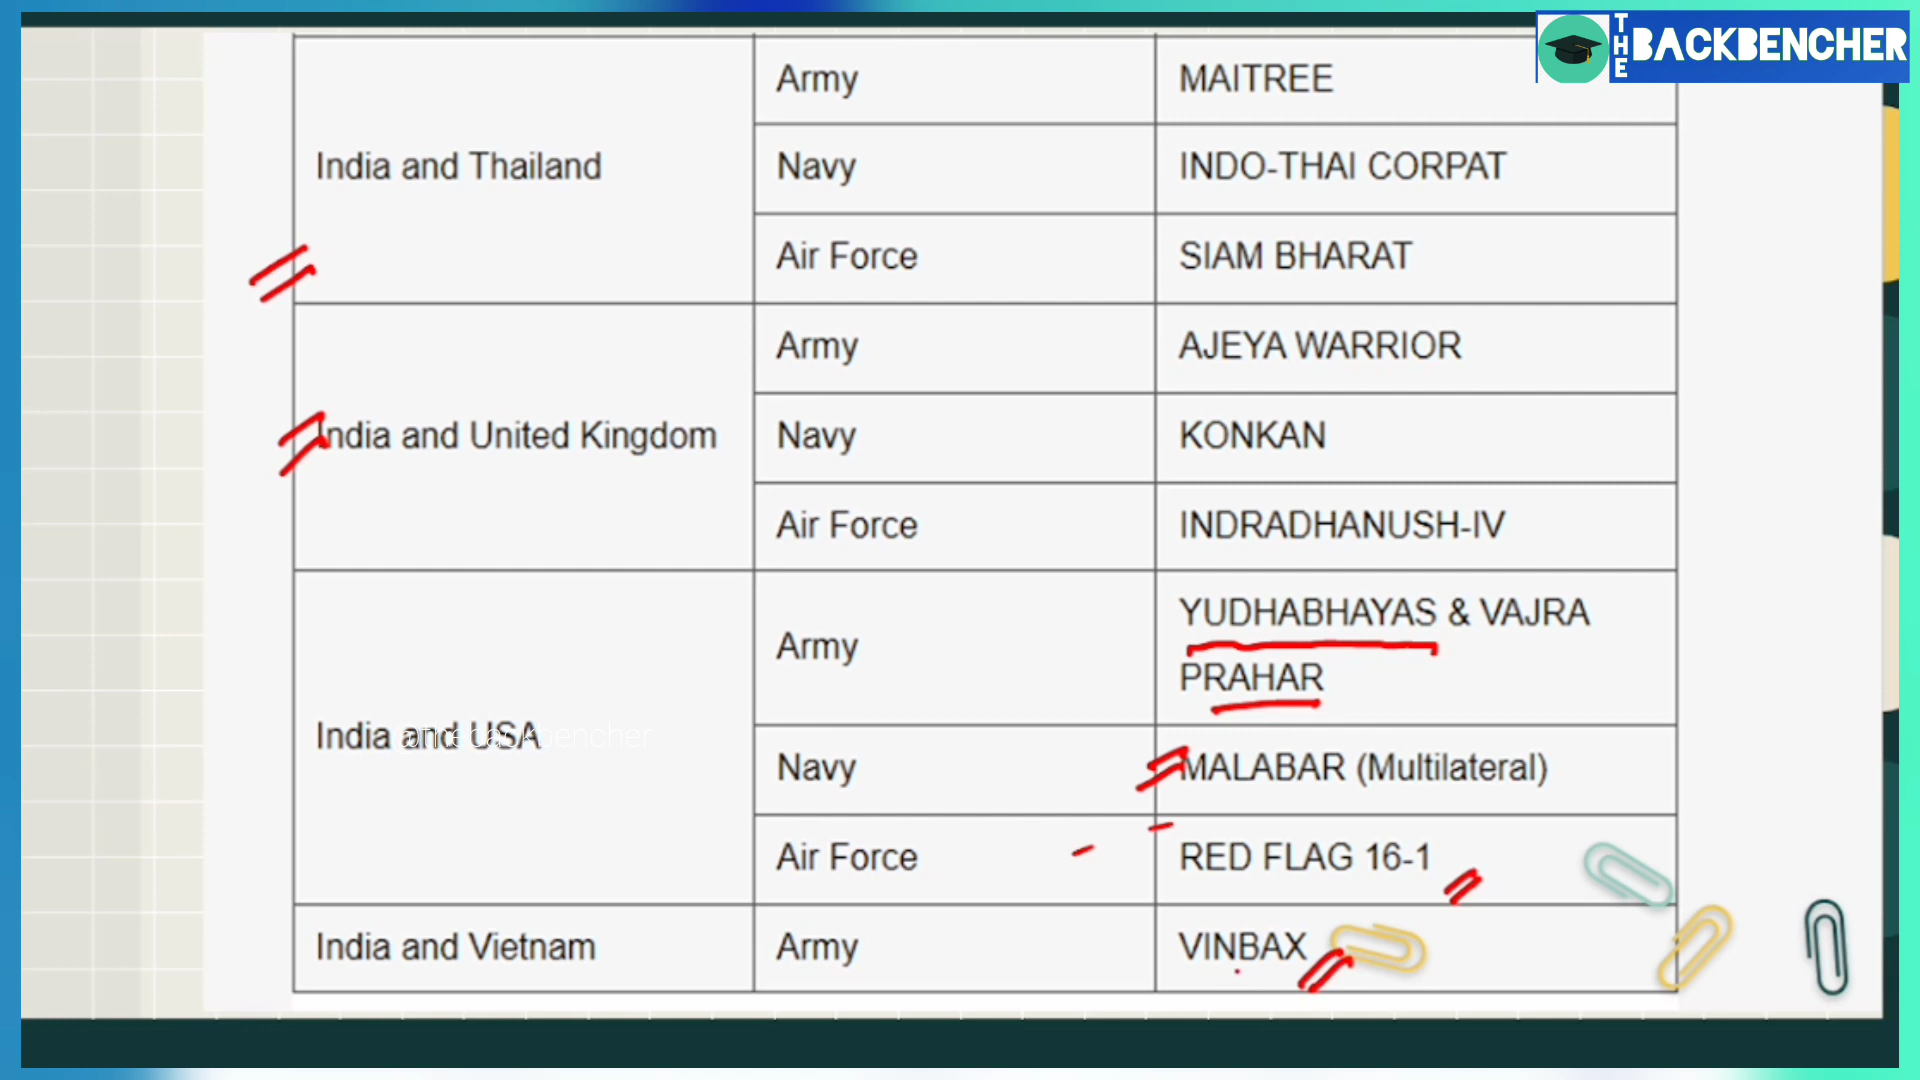 THE BACKBENCHER
India and Thailand
Army
MAITREE
Navy
INDO-THAI CORPAT
Air Force
SIAM BHARAT
India and United Kingdom
Army
AJEYA WARRIOR
Navy
KONKAN
Air Force
INDRADHANUSH-IV
India and USA
@thebackbencher
Army
YUDHABHAYAS & VAJRA
PRAHAR
Navy
MALABAR (Multilateral)
Air Force
RED FLAG 16-1
India and Vietnam
Army
VINBAX